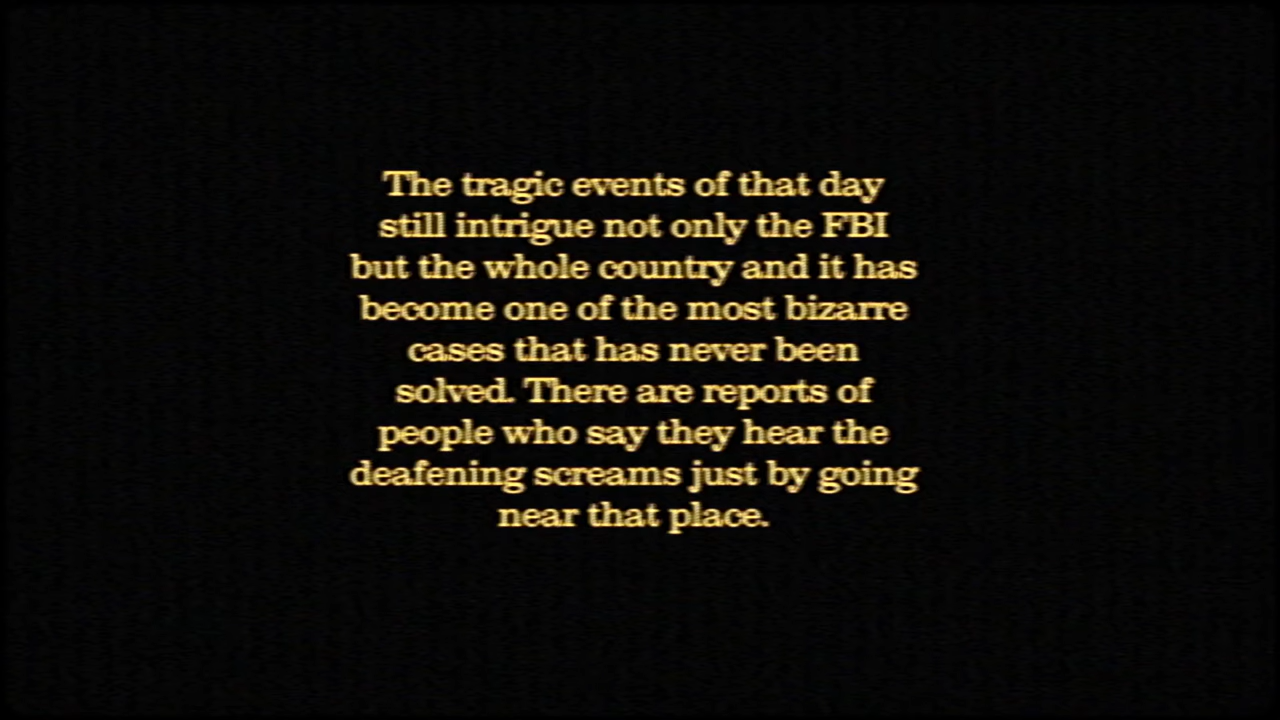 The tragic events of that day
still intrigue not only the FBI
but the whole country and it has
become one of the most bizarre
cases that has never been
solved. There are reports of
people who say they hear the
deafening screams just by going
near that place.